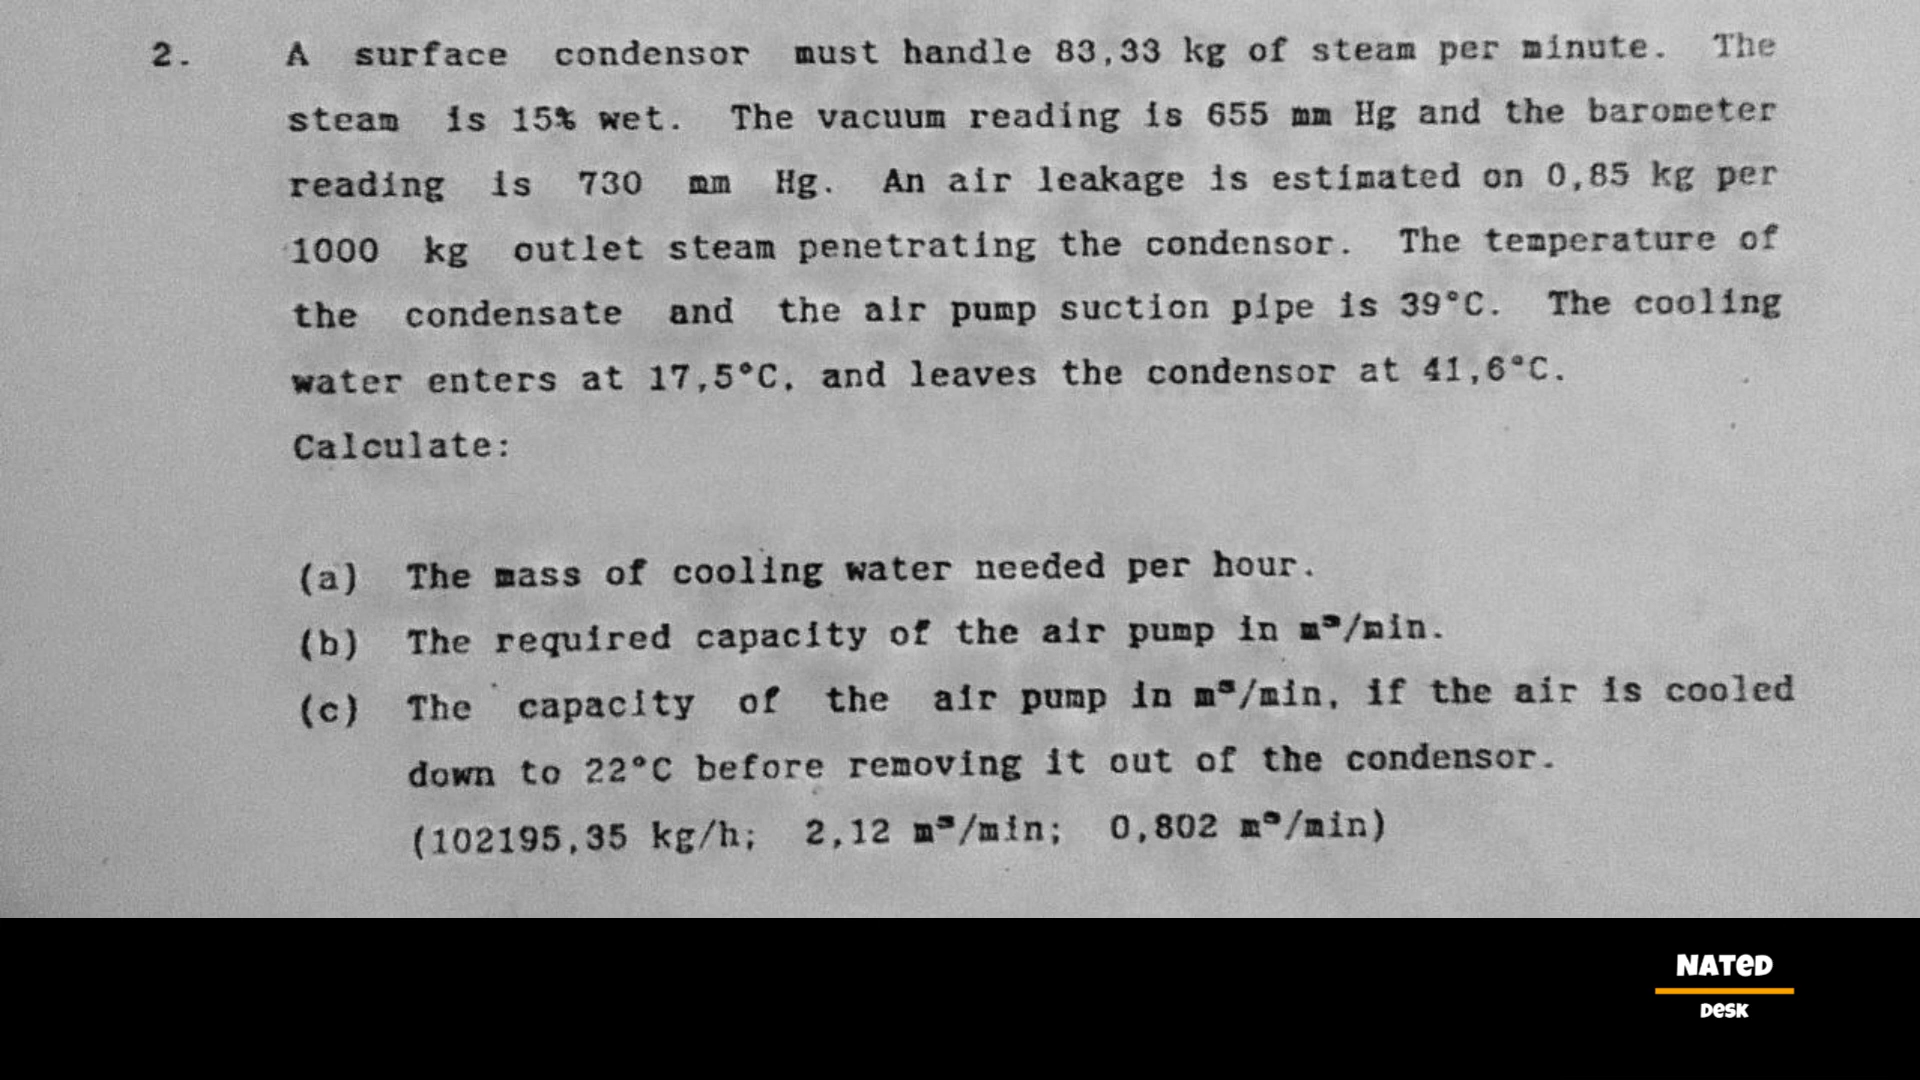 2. A surface condensor must handle 83,33 kg of steam per minute. The
steam is 15% wet. The vacuum reading is 655 mm Hg and the barometer
reading is 730 mm Hg. An air leakage is estimated on 0,85 kg per
1000 kg outlet steam penetrating the condensor. The temperature of
the condensate and the air pump suction pipe is 39°C. The cooling
water enters at 17,5°C, and leaves the condensor at 41,6°C.
Calculate:
(a) The mass of cooling water needed per hour.
(b) The required capacity of the air pump in m³/min.
(c) The capacity of the air pump in m³/min, if the air is cooled
down to 22°C before removing it out of the condensor.
(102195,35 kg/h; 2,12 m³/min; 0,802 m³/min)
NATED
DESK